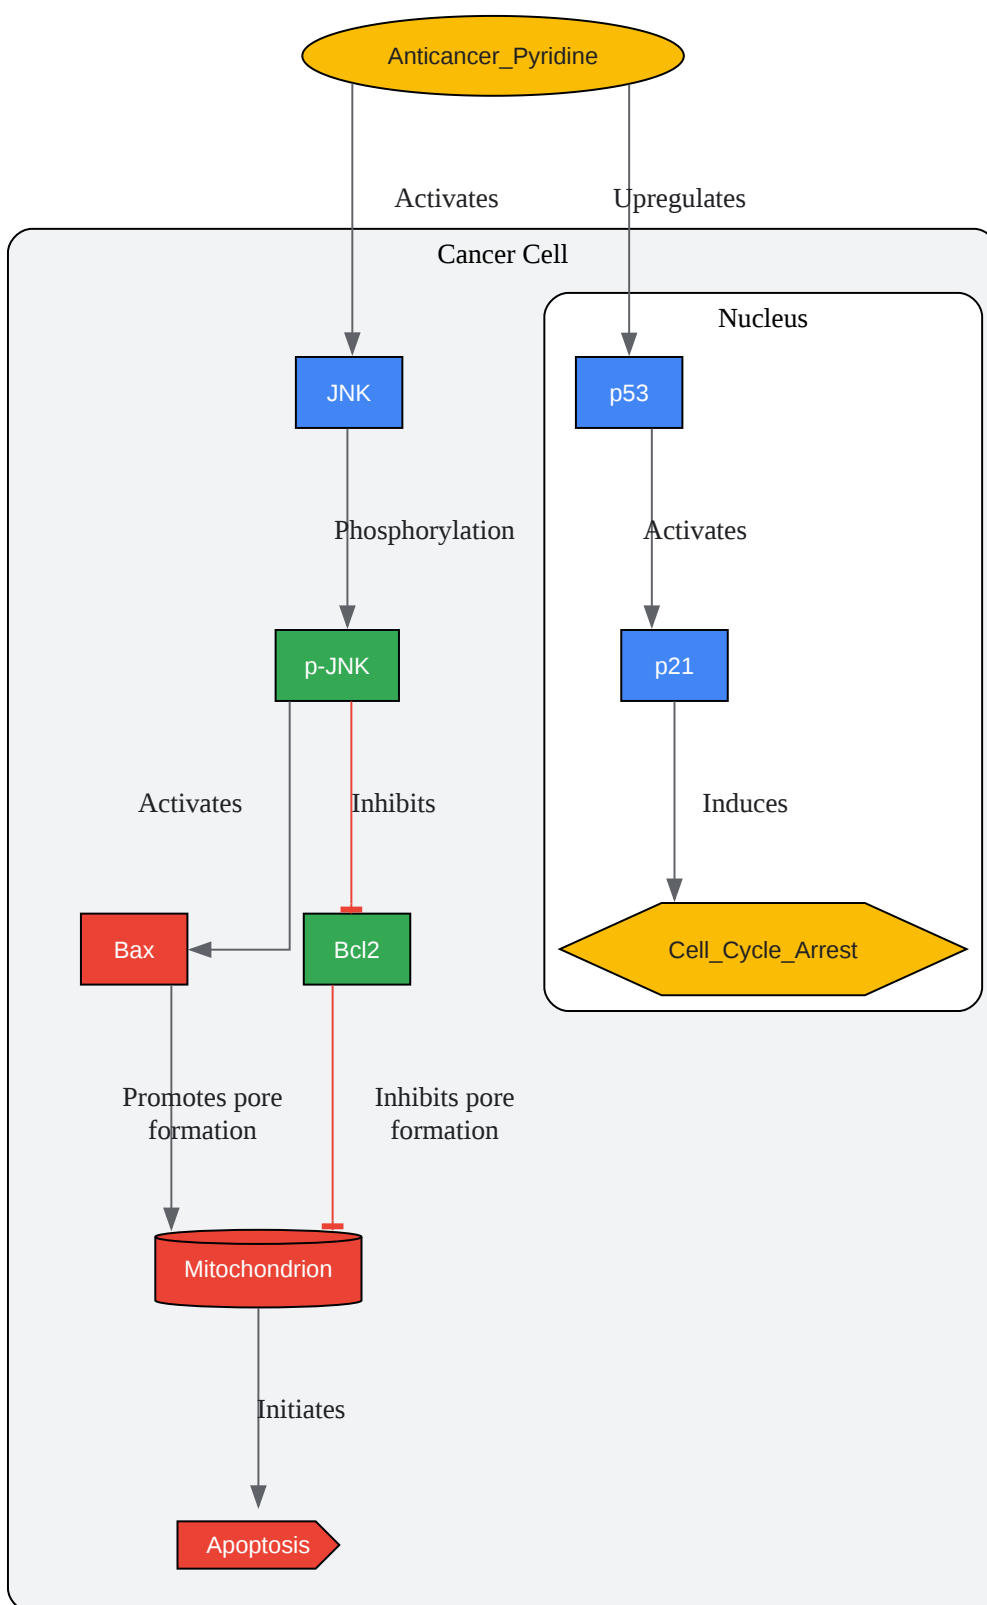 Anticancer_Pyridine
Activates
Upregulates
Cancer Cell
Nucleus
JNK
p53
Phosphorylation
Activates
p-JNK
p21
Activates
Inhibits
Induces
Bax
Bcl2
Cell_Cycle_Arrest
Promotes pore
formation
Inhibits pore
formation
Mitochondrion
Initiates
Apoptosis